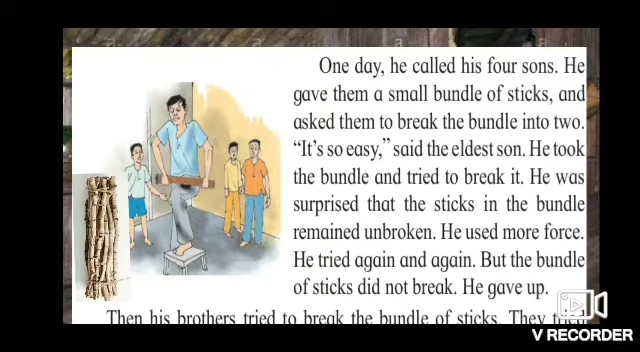 One day, he called his four sons. He
gave them a small bundle of sticks, and
asked them to break the bundle into two.
“It’s so easy,” said the eldest son. He took
the bundle and tried to break it. He was
surprised that the sticks in the bundle
remained unbroken. He used more force.
He tried again and again. But the bundle
of sticks did not break. He gave up.
Then his brothers tried to break the bundle of sticks. They
V RECORDER